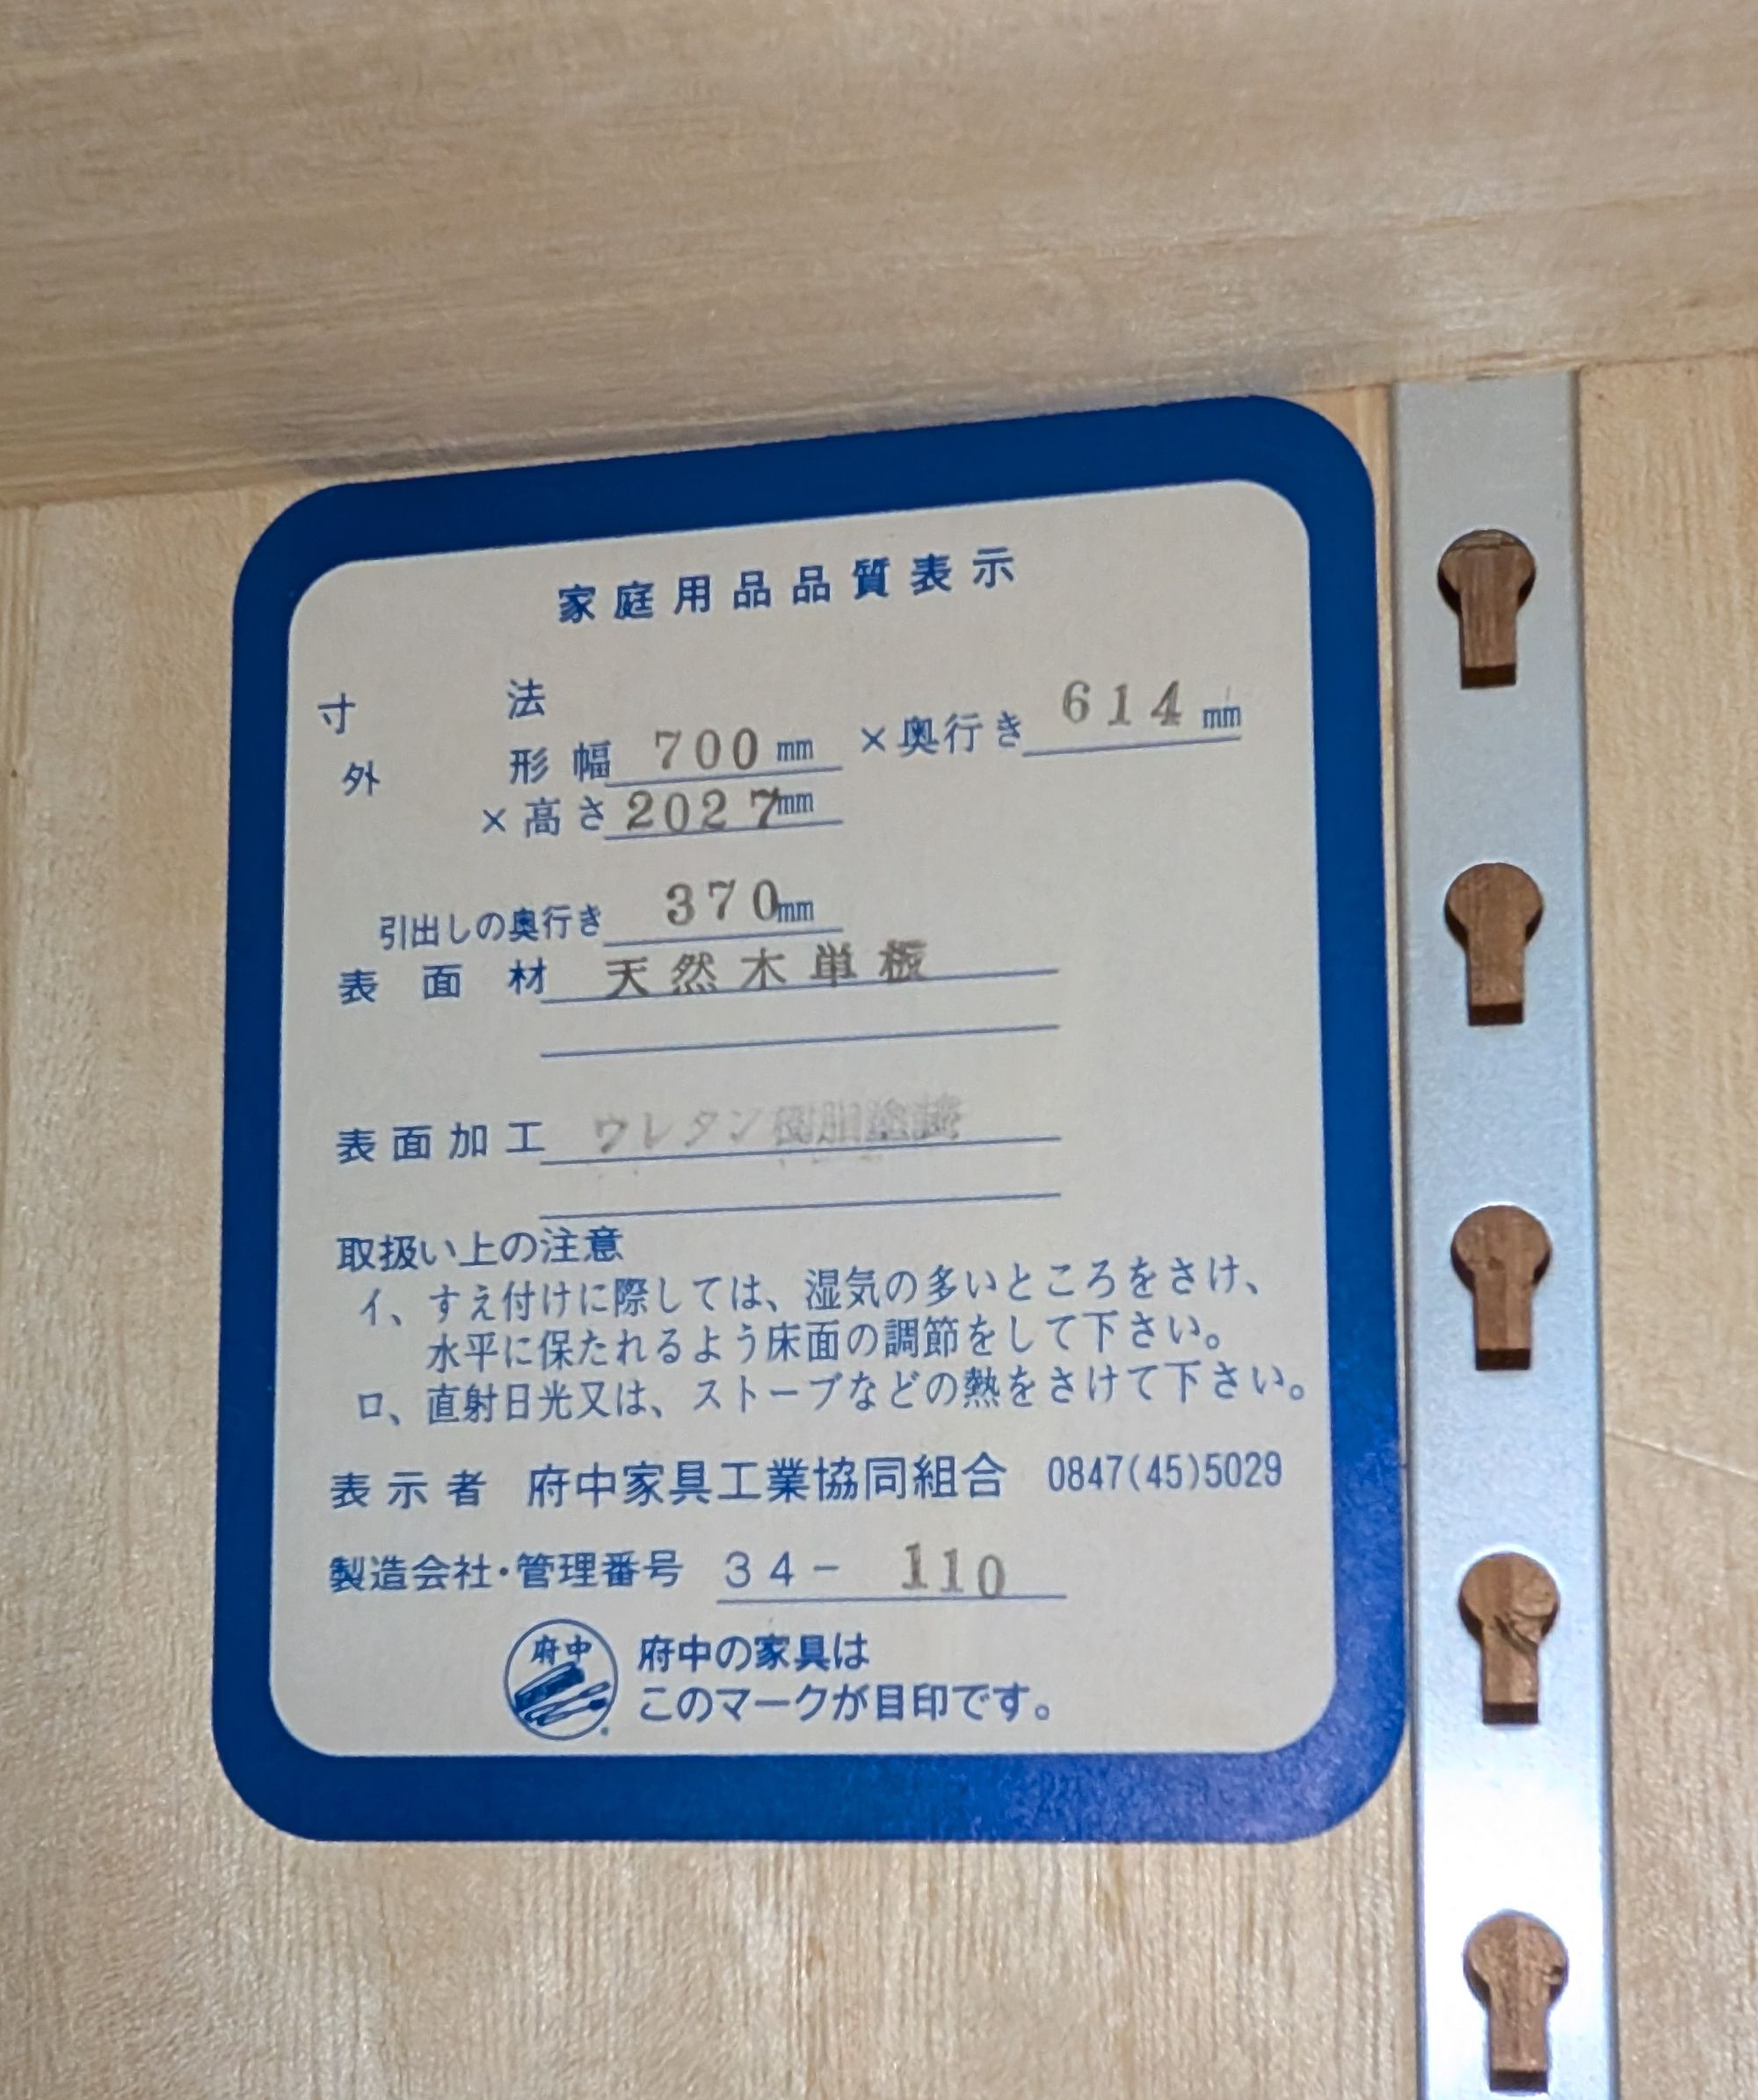 家庭用品品質表示
寸法
外形 幅 700mm ×奥行き 614mm
×高さ 2027mm
引出しの奥行き 370mm
表面材 天然木単板
表面加工 ウレタン樹脂塗装
取扱い上の注意
イ、すえ付けに際しては、湿気の多いところをさけ、
水平に保たれるよう床面の調節をして下さい。
ロ、直射日光又は、ストーブなどの熱をさけて下さい。
表示者 府中家具工業協同組合 0847(45)5029
製造会社・管理番号 34- 110
府中
府中の家具は
このマークが目印です。